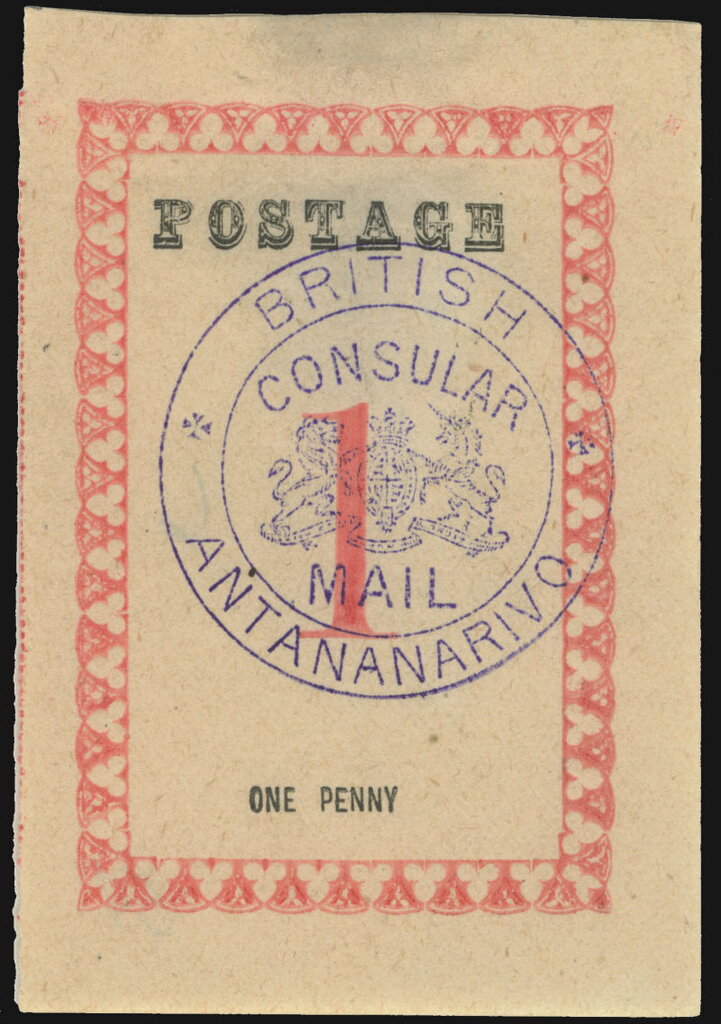 POSTAGE
BRITISH
CONSULAR
1
MAIL
ANTANANARIVO
ONE PENNY